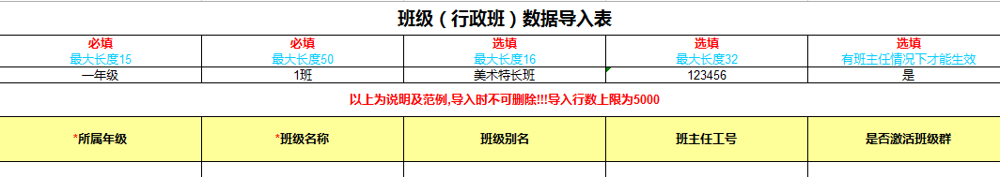 班级（行政班）数据导入表
必填 必填 选填 选填 选填
最大长度15 最大长度50 最大长度16 最大长度32 有班主任情况下才能生效
一年级 1班 美术特长班 123456 是
以上为说明及范例,导入时不可删除!!!导入行数上限为5000
*所属年级 *班级名称 班级别名 班主任工号 是否激活班级群